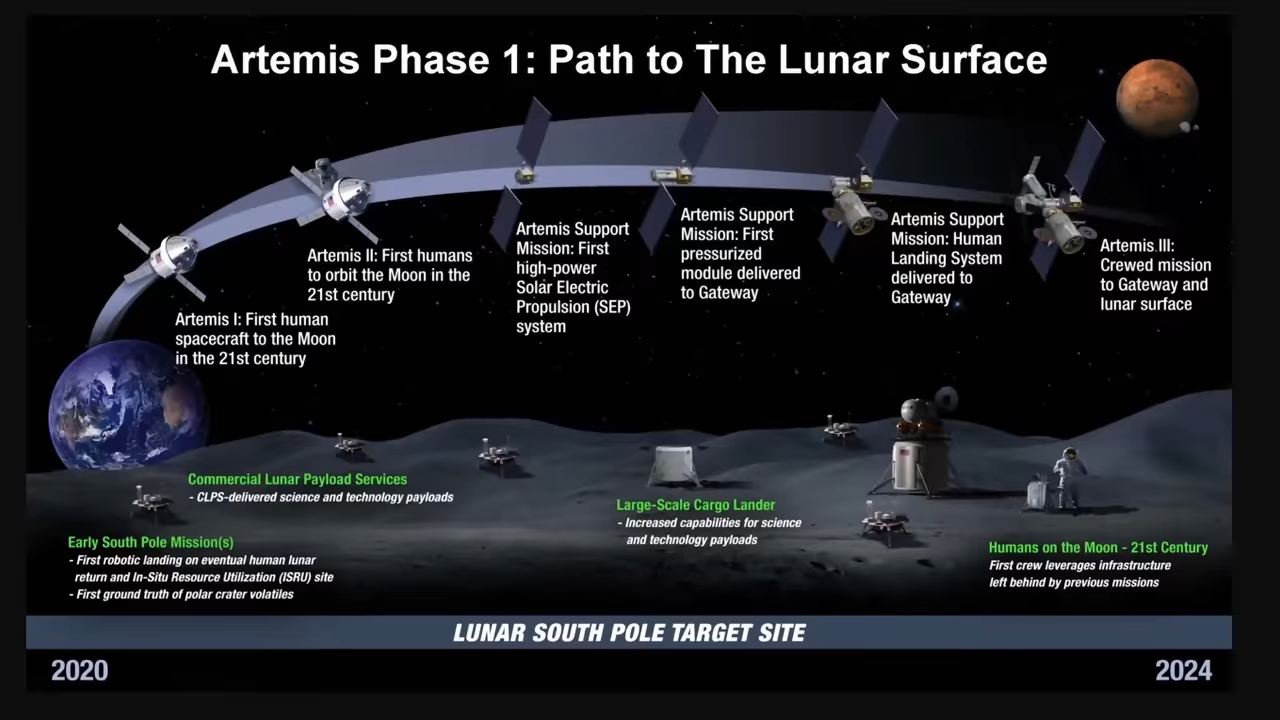 Artemis Phase 1: Path to The Lunar Surface
Artemis I: First human
spacecraft to the Moon
in the 21st century
Artemis II: First humans
to orbit the Moon in the
21st century
Artemis Support
Mission: First
high-power
Solar Electric
Propulsion (SEP)
system
Artemis Support
Mission: First
pressurized
module delivered
to Gateway
Artemis Support
Mission: Human
Landing System
delivered to
Gateway
Artemis III:
Crewed mission
to Gateway and
lunar surface
Commercial Lunar Payload Services
- CLPS-delivered science and technology payloads
Early South Pole Mission(s)
- First robotic landing on eventual human lunar
return and In-Situ Resource Utilization (ISRU) site
- First ground truth of polar crater volatiles
Large-Scale Cargo Lander
- Increased capabilities for science
and technology payloads
Humans on the Moon - 21st Century
First crew leverages infrastructure
left behind by previous missions
LUNAR SOUTH POLE TARGET SITE
2020
2024